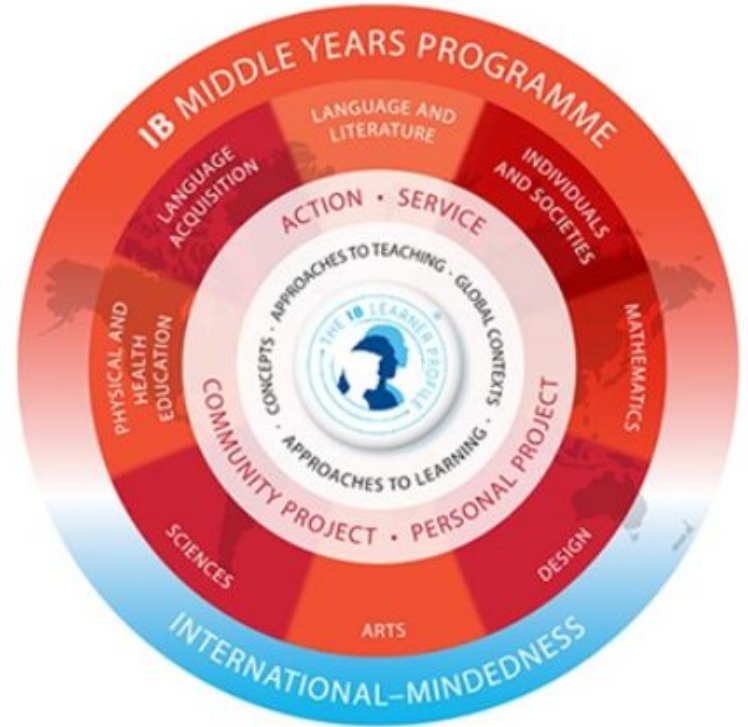 IB MIDDLE YEARS PROGRAMME
LANGUAGE AND
LITERATURE
INDIVIDUALS
AND SOCIETIES
MATHEMATICS
DESIGN
ARTS
SCIENCES
PHYSICAL AND
HEALTH
EDUCATION
LANGUAGE
ACQUISITION
ACTION · SERVICE
PERSONAL PROJECT
COMMUNITY PROJECT ·
APPROACHES TO TEACHING ·
GLOBAL CONTEXTS ·
APPROACHES TO LEARNING ·
CONCEPTS ·
THE IB LEARNER PROFILE
®
INTERNATIONAL–MINDEDNESS